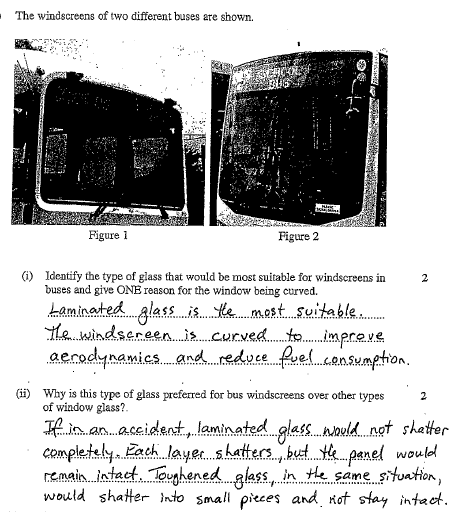 The windscreens of two different buses are shown.
SCHOOL
BUS
Figure 1
Figure 2
(i) Identify the type of glass that would be most suitable for windscreens in 2
buses and give ONE reason for the window being curved.
Laminated glass is the most suitable.
The windscreen is curved to improve
aerodynamics and reduce fuel consumption.
(ii) Why is this type of glass preferred for bus windscreens over other types 2
of window glass?
If in an accident, laminated glass would not shatter
completely. Each layer shatters, but the panel would
remain intact. Toughened glass, in the same situation,
would shatter into small pieces and not stay intact.